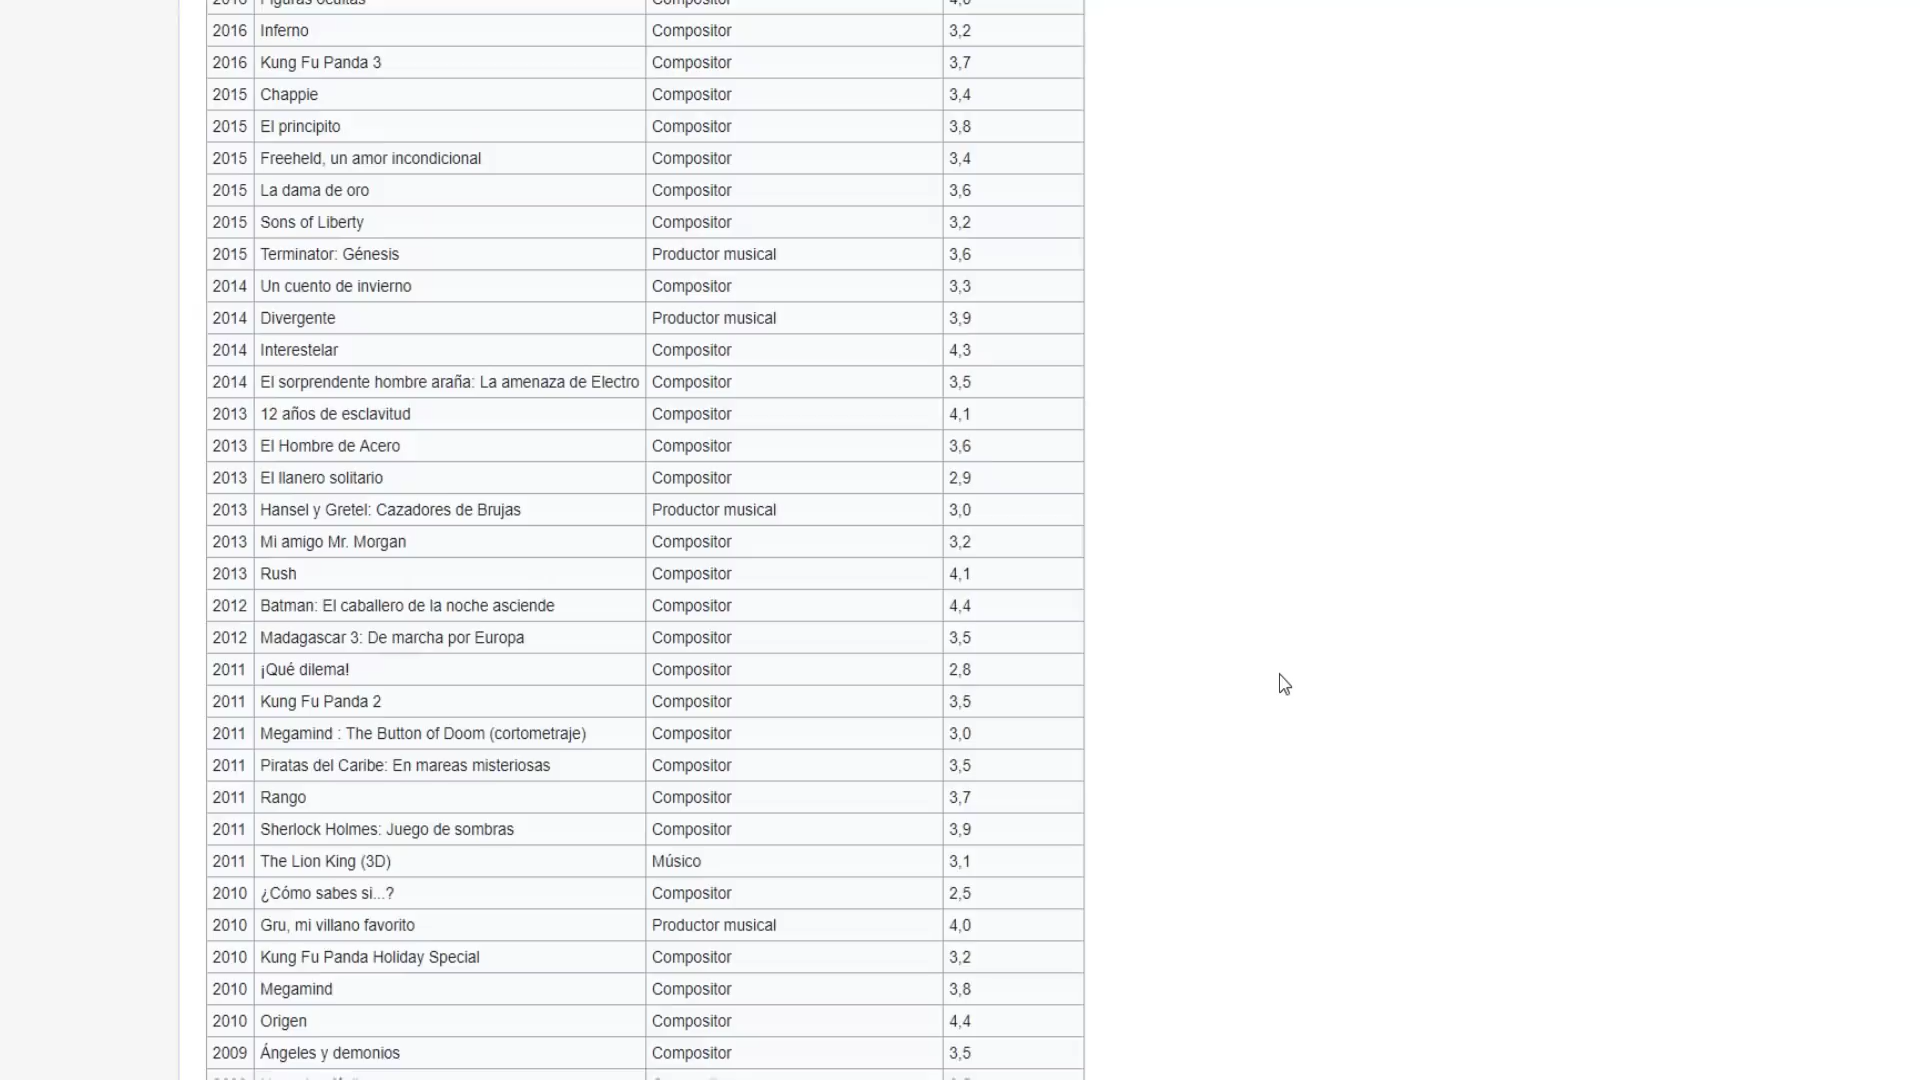 2016 Inferno Compositor 3,2
2016 Kung Fu Panda 3 Compositor 3,7
2015 Chappie Compositor 3,4
2015 El principito Compositor 3,8
2015 Freeheld, un amor incondicional Compositor 3,4
2015 La dama de oro Compositor 3,6
2015 Sons of Liberty Compositor 3,2
2015 Terminator: Génesis Productor musical 3,6
2014 Un cuento de invierno Compositor 3,3
2014 Divergente Productor musical 3,9
2014 Interestelar Compositor 4,3
2014 El sorprendente hombre araña: La amenaza de Electro Compositor 3,5
2013 12 años de esclavitud Compositor 4,1
2013 El Hombre de Acero Compositor 3,6
2013 El llanero solitario Compositor 2,9
2013 Hansel y Gretel: Cazadores de Brujas Productor musical 3,0
2013 Mi amigo Mr. Morgan Compositor 3,2
2013 Rush Compositor 4,1
2012 Batman: El caballero de la noche asciende Compositor 4,4
2012 Madagascar 3: De marcha por Europa Compositor 3,5
2011 ¡Qué dilema! Compositor 2,8
2011 Kung Fu Panda 2 Compositor 3,5
2011 Megamind : The Button of Doom (cortometraje) Compositor 3,0
2011 Piratas del Caribe: En mareas misteriosas Compositor 3,5
2011 Rango Compositor 3,7
2011 Sherlock Holmes: Juego de sombras Compositor 3,9
2011 The Lion King (3D) Músico 3,1
2010 ¿Cómo sabes si...? Compositor 2,5
2010 Gru, mi villano favorito Productor musical 4,0
2010 Kung Fu Panda Holiday Special Compositor 3,2
2010 Megamind Compositor 3,8
2010 Origen Compositor 4,4
2009 Ángeles y demonios Compositor 3,5